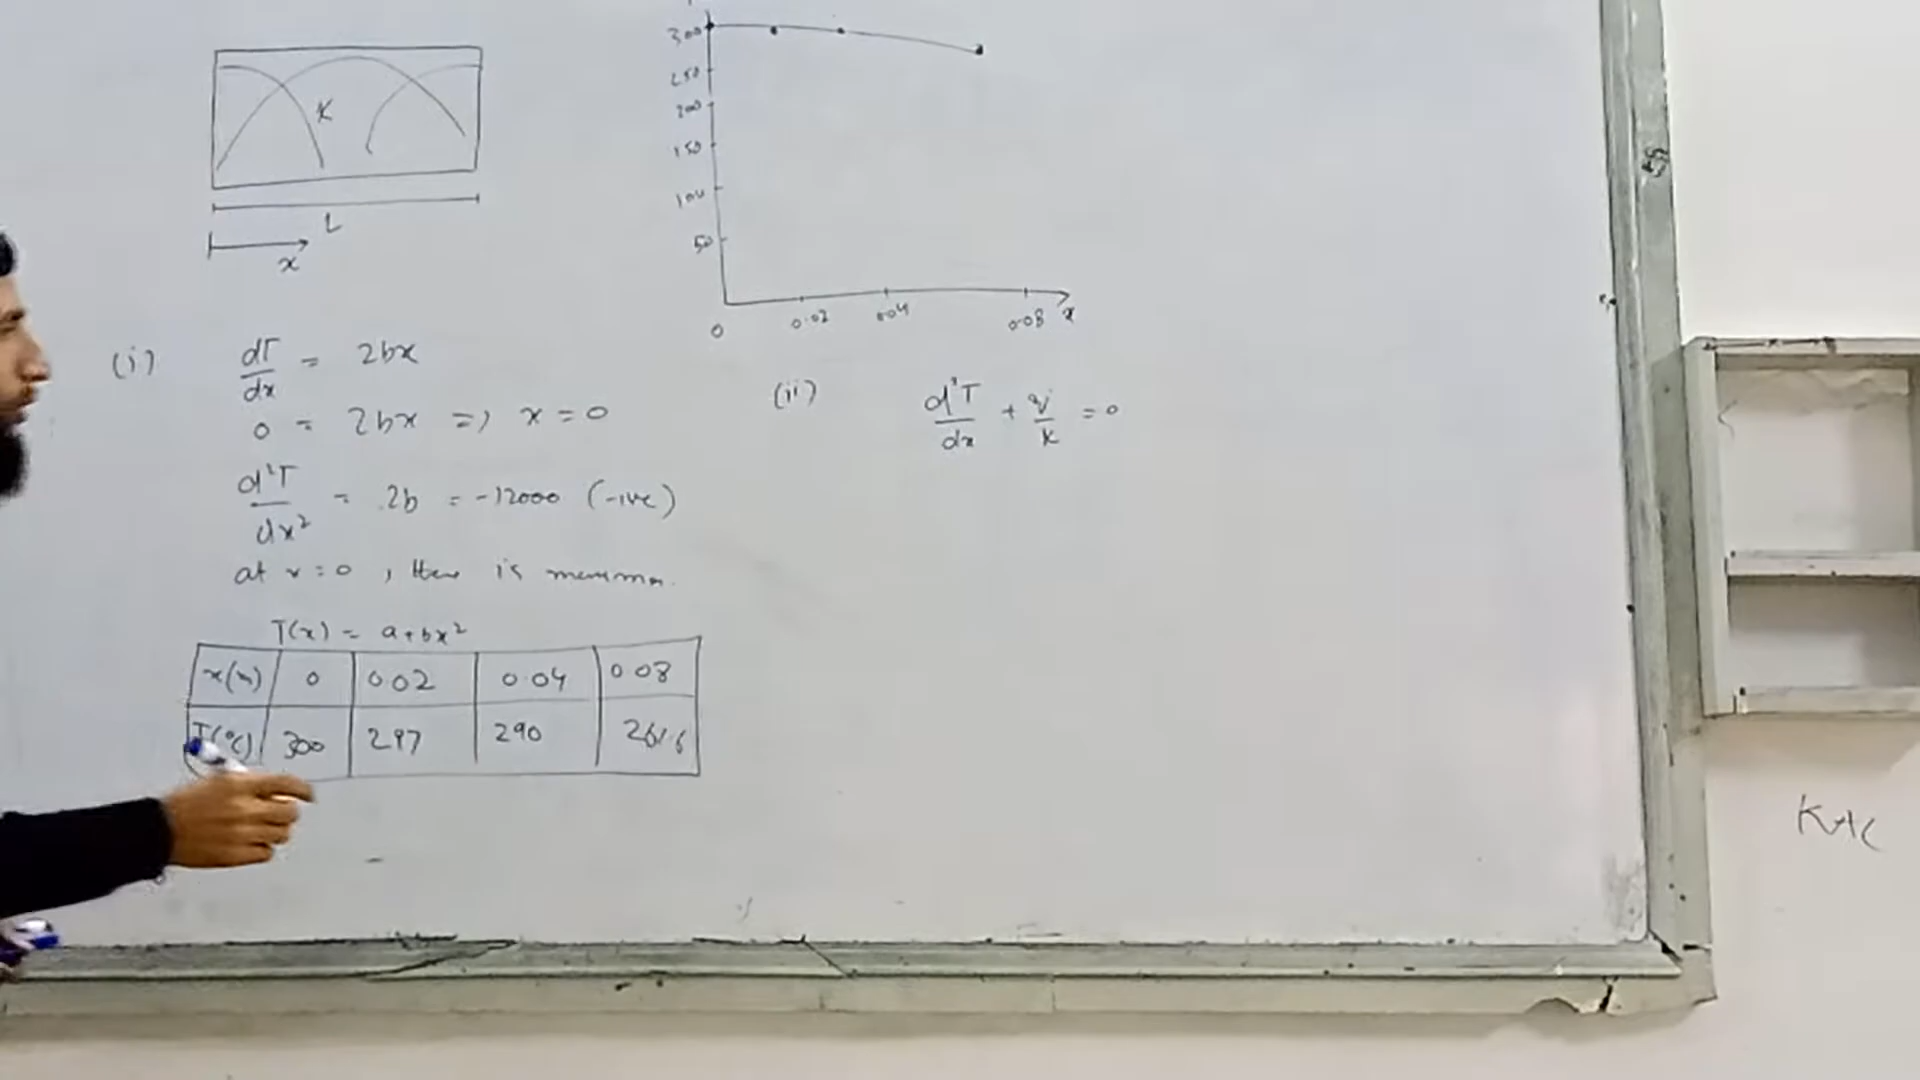 K
L
x
300
250
200
150
100
50
0 0.02 0.04 0.08 x
(i) dT/dx = 2bx
0 = 2bx => x = 0
d²T/dx² = 2b = -12000 (-ive)
at x = 0, there is
T(x) = a+bx²
x(m) 0 0.02 0.04 0.08
T(°C) 300 297 290 261.6
(ii) d²T/dx + q̇/k = 0